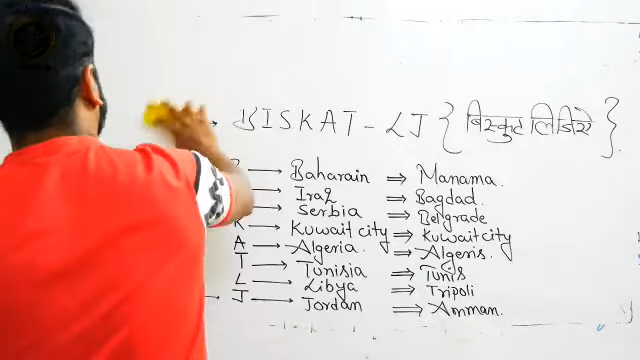 BISKAT - LJ { बिस्कुट लिजिरे }
→ Baharain ⇒ Manama.
→ Iraq ⇒ Bagdad.
→ Serbia ⇒ Belgrade
K → Kuwait city ⇒ Kuwait city
A → Algeria. ⇒ Algeris.
T → Tunisia ⇒ Tunis
L → Libya ⇒ Tripoli
J → Jordan ⇒ Amman.